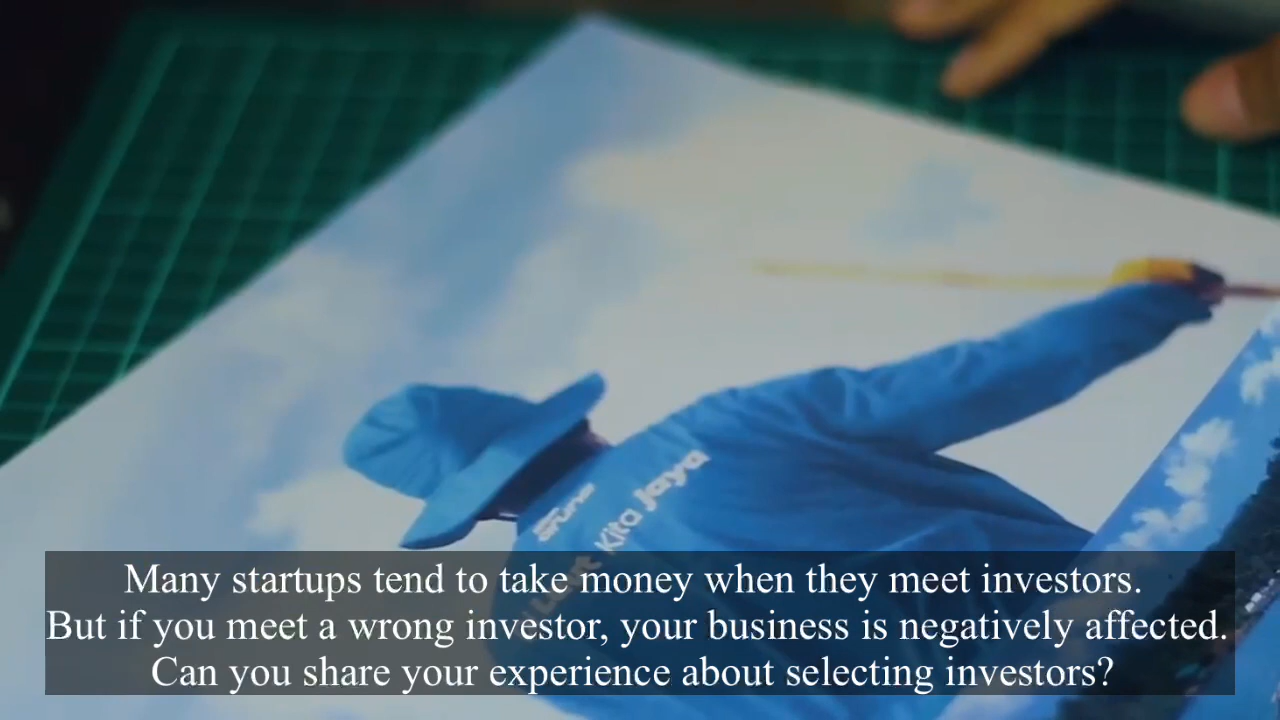 aruna
Kita Jaya
Many startups tend to take money when they meet investors.
But if you meet a wrong investor, your business is negatively affected.
Can you share your experience about selecting investors?